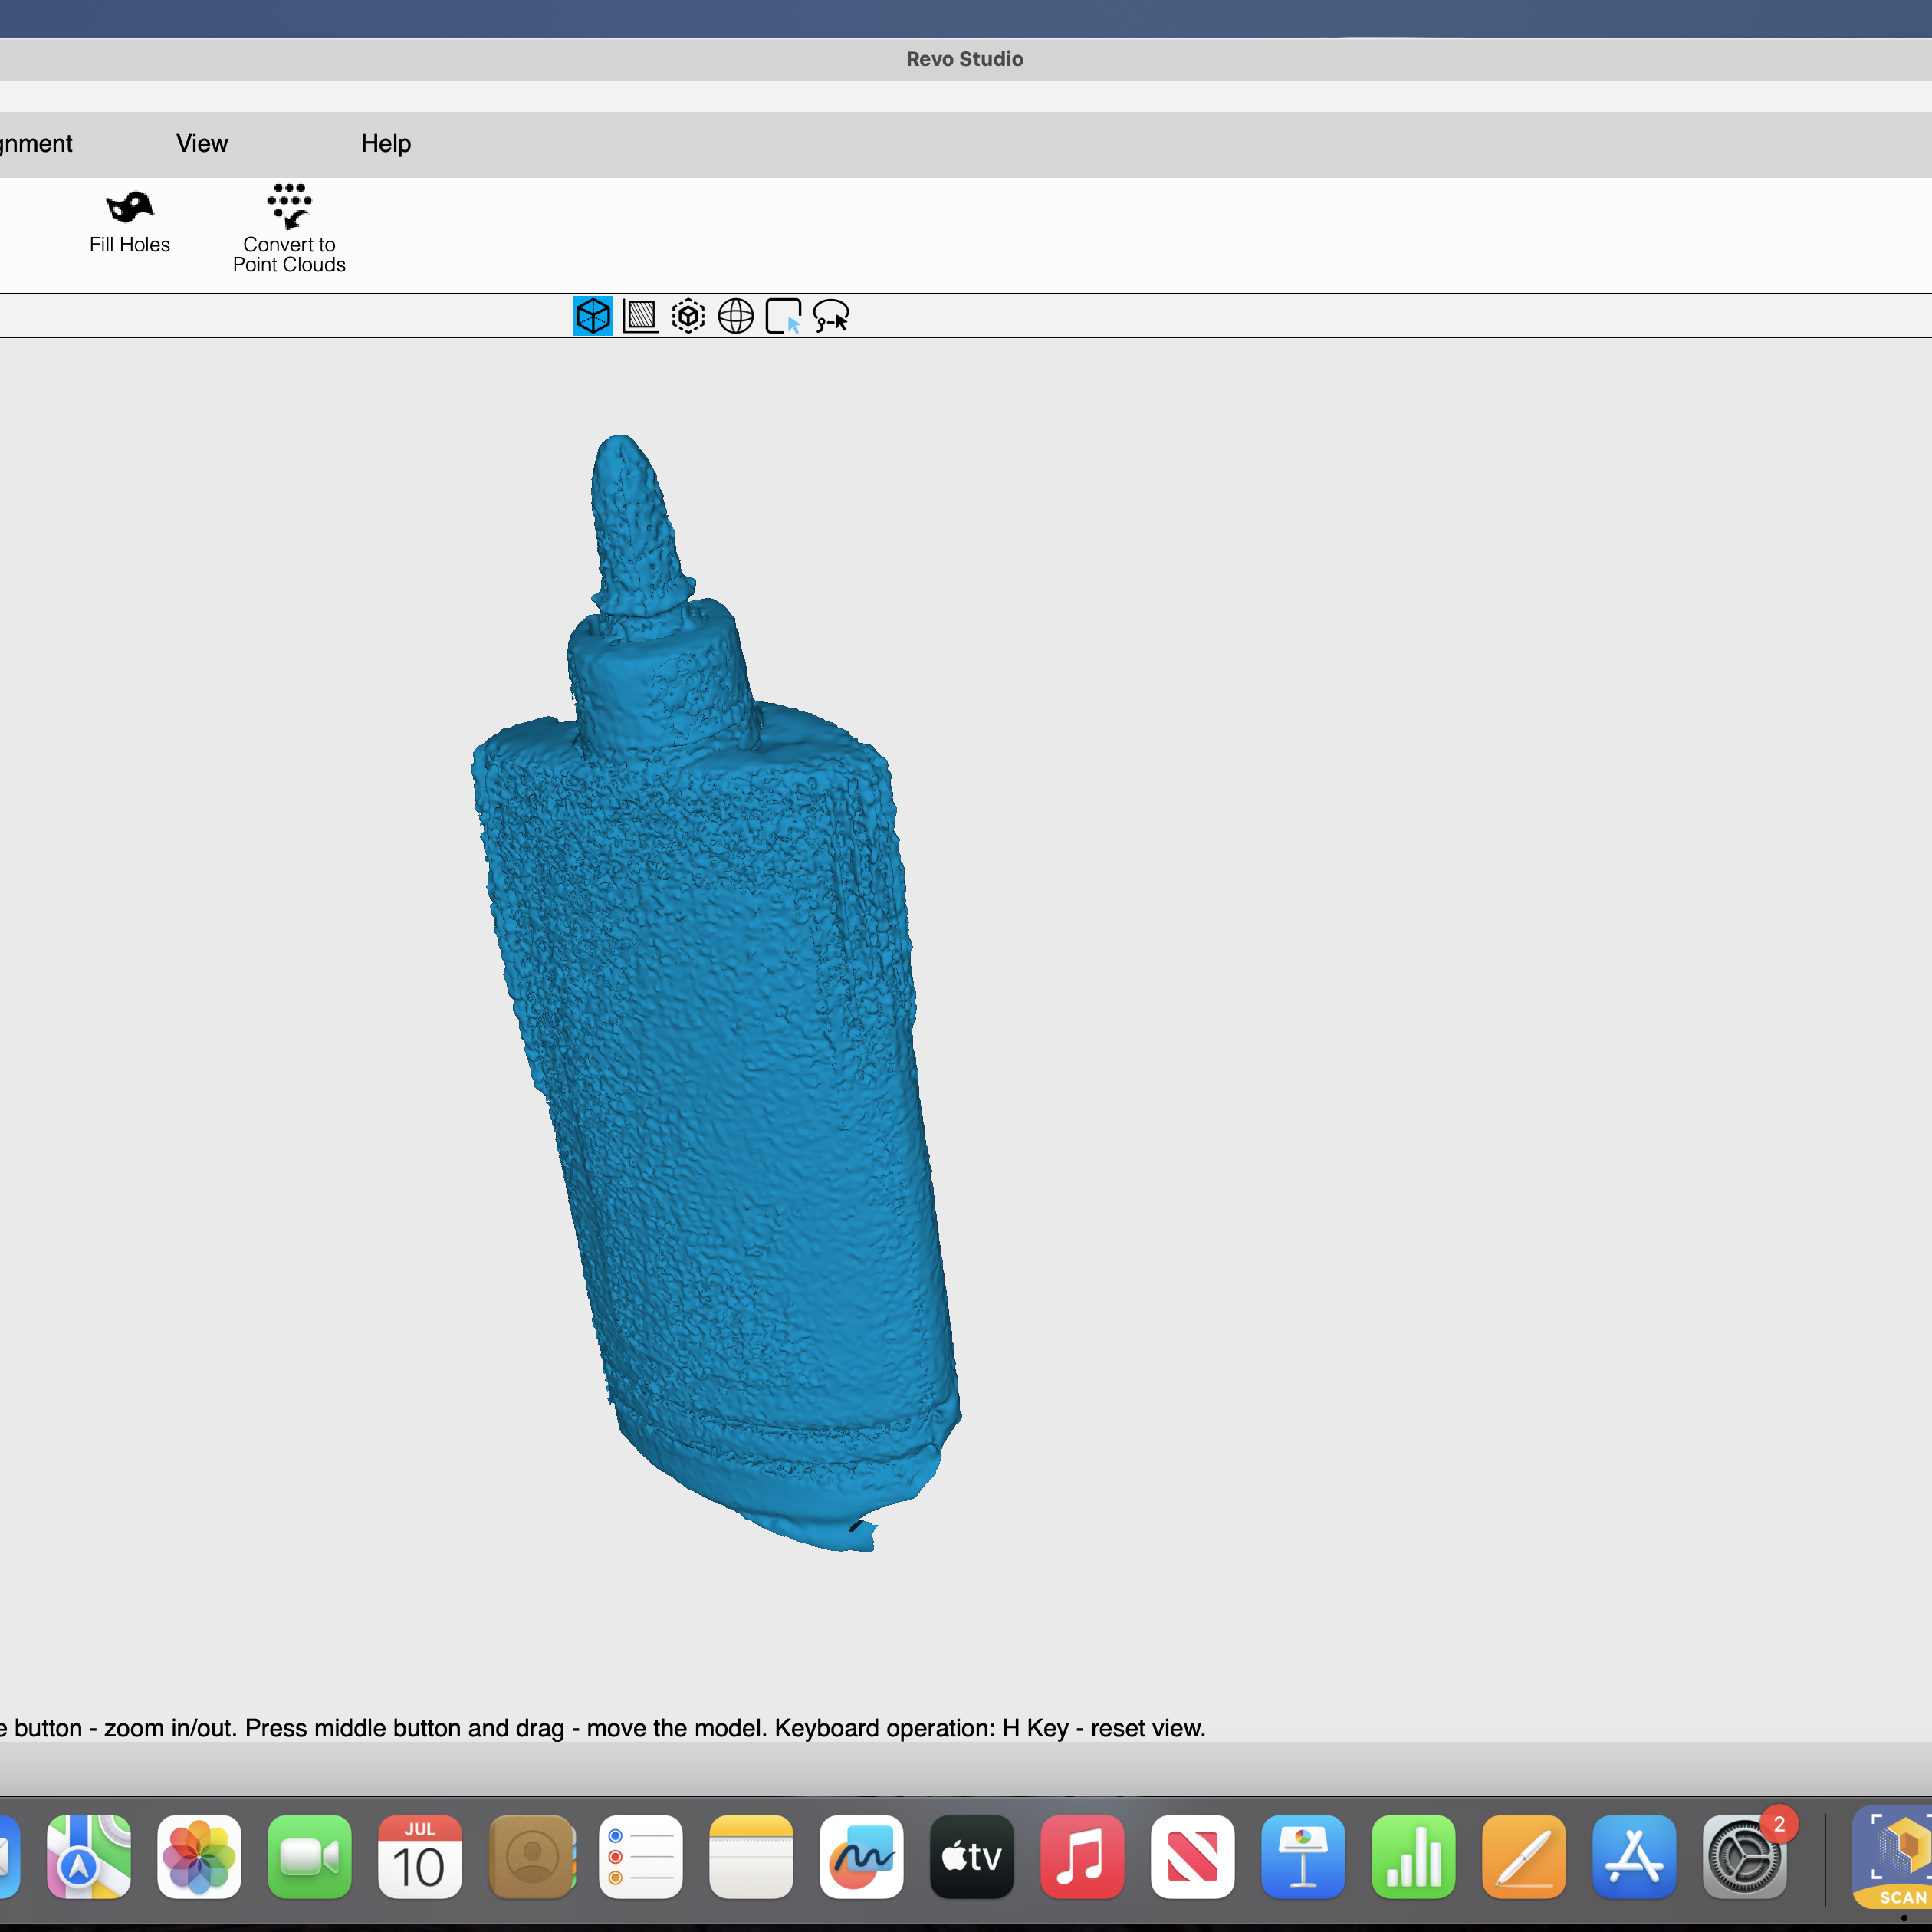 Revo Studio
gnment View Help
Fill Holes
Convert to
Point Clouds
e button - zoom in/out. Press middle button and drag - move the model. Keyboard operation: H Key - reset view.
JUL
10
tv
2
SCAN